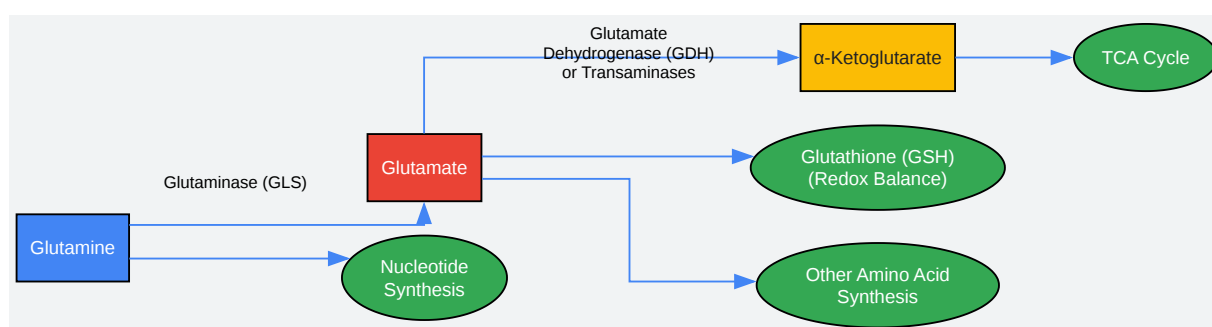 Glutamate
Dehydrogenase (GDH)
or Transaminases
α-Ketoglutarate
TCA Cycle
Glutamate
Glutathione (GSH)
(Redox Balance)
Glutaminase (GLS)
Glutamine
Nucleotide
Synthesis
Other Amino Acid
Synthesis